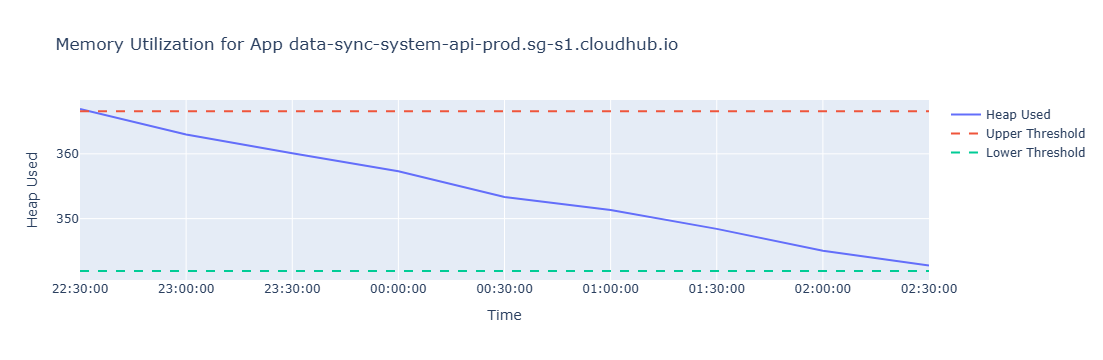 Memory Utilization for App data-sync-system-api-prod.sg-s1.cloudhub.io
Heap Used
Upper Threshold
Lower Threshold
360
350
Heap Used
22:30:00 23:00:00 23:30:00 00:00:00 00:30:00 01:00:00 01:30:00 02:00:00 02:30:00
Time